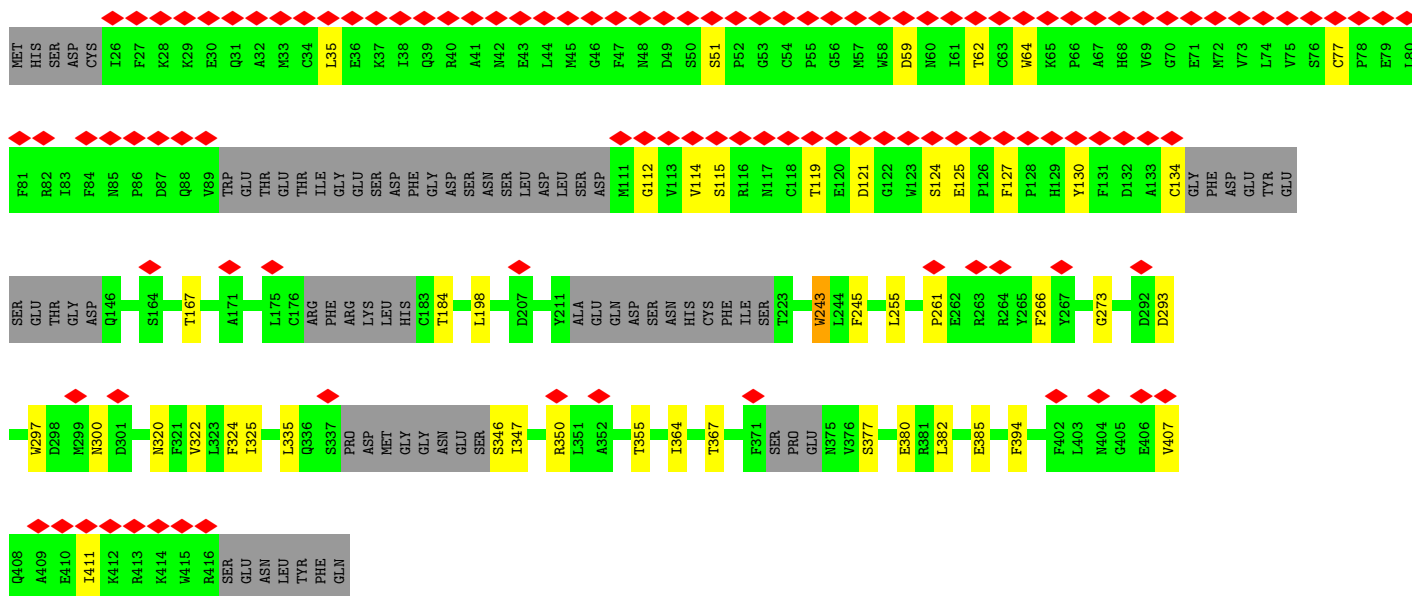 MET HIS SER ASP CYS I26 F27 K28 K29 E30 Q31 A32 M33 C34 L35 E36 K37 I38 Q39 R40 A41 N42 E43 L44 M45 G46 F47 N48 D49 S50 S51 P52 G53 C54 P55 G56 M57 W58 D59 N60 I61 T62 C63 W64 K65 P66 A67 H68 V69 G70 E71 M72 V73 L74 V75 S76 C77 P78 E79 L80
F81 R82 I83 F84 N85 P86 D87 Q88 V89 TRP GLU THR GLU THR ILE GLY GLU SER ASP PHE GLY ASP SER ASN SER LEU ASP LEU SER ASP M111 G112 V113 V114 S115 R116 N117 C118 T119 E120 D121 G122 W123 S124 E125 P126 F127 P128 H129 Y130 F131 D132 A133 C134 GLY PHE ASP GLU TYR GLU
SER GLU THR GLY ASP Q146 S164 T167 A171 L175 C176 ARG PHE ARG LYS LEU HIS C183 T184 L198 D207 Y211 ALA GLU GLN ASP SER ASN HIS CYS PHE ILE SER T223 W243 L244 F245 L255 P261 E262 R263 R264 Y265 F266 Y267 G273 D292 D293
W297 D298 M299 N300 D301 N320 F321 V322 L323 F324 I325 L335 Q336 S337 PRO ASP MET GLY GLY ASN GLU SER S346 I347 R350 L351 A352 T355 I364 T367 F371 SER PRO GLU N375 V376 S377 E380 R381 L382 E385 F394 F402 L403 N404 G405 E406 V407
Q408 A409 E410 I411 K412 R413 K414 W415 R416 SER GLU ASN LEU TYR PHE GLN